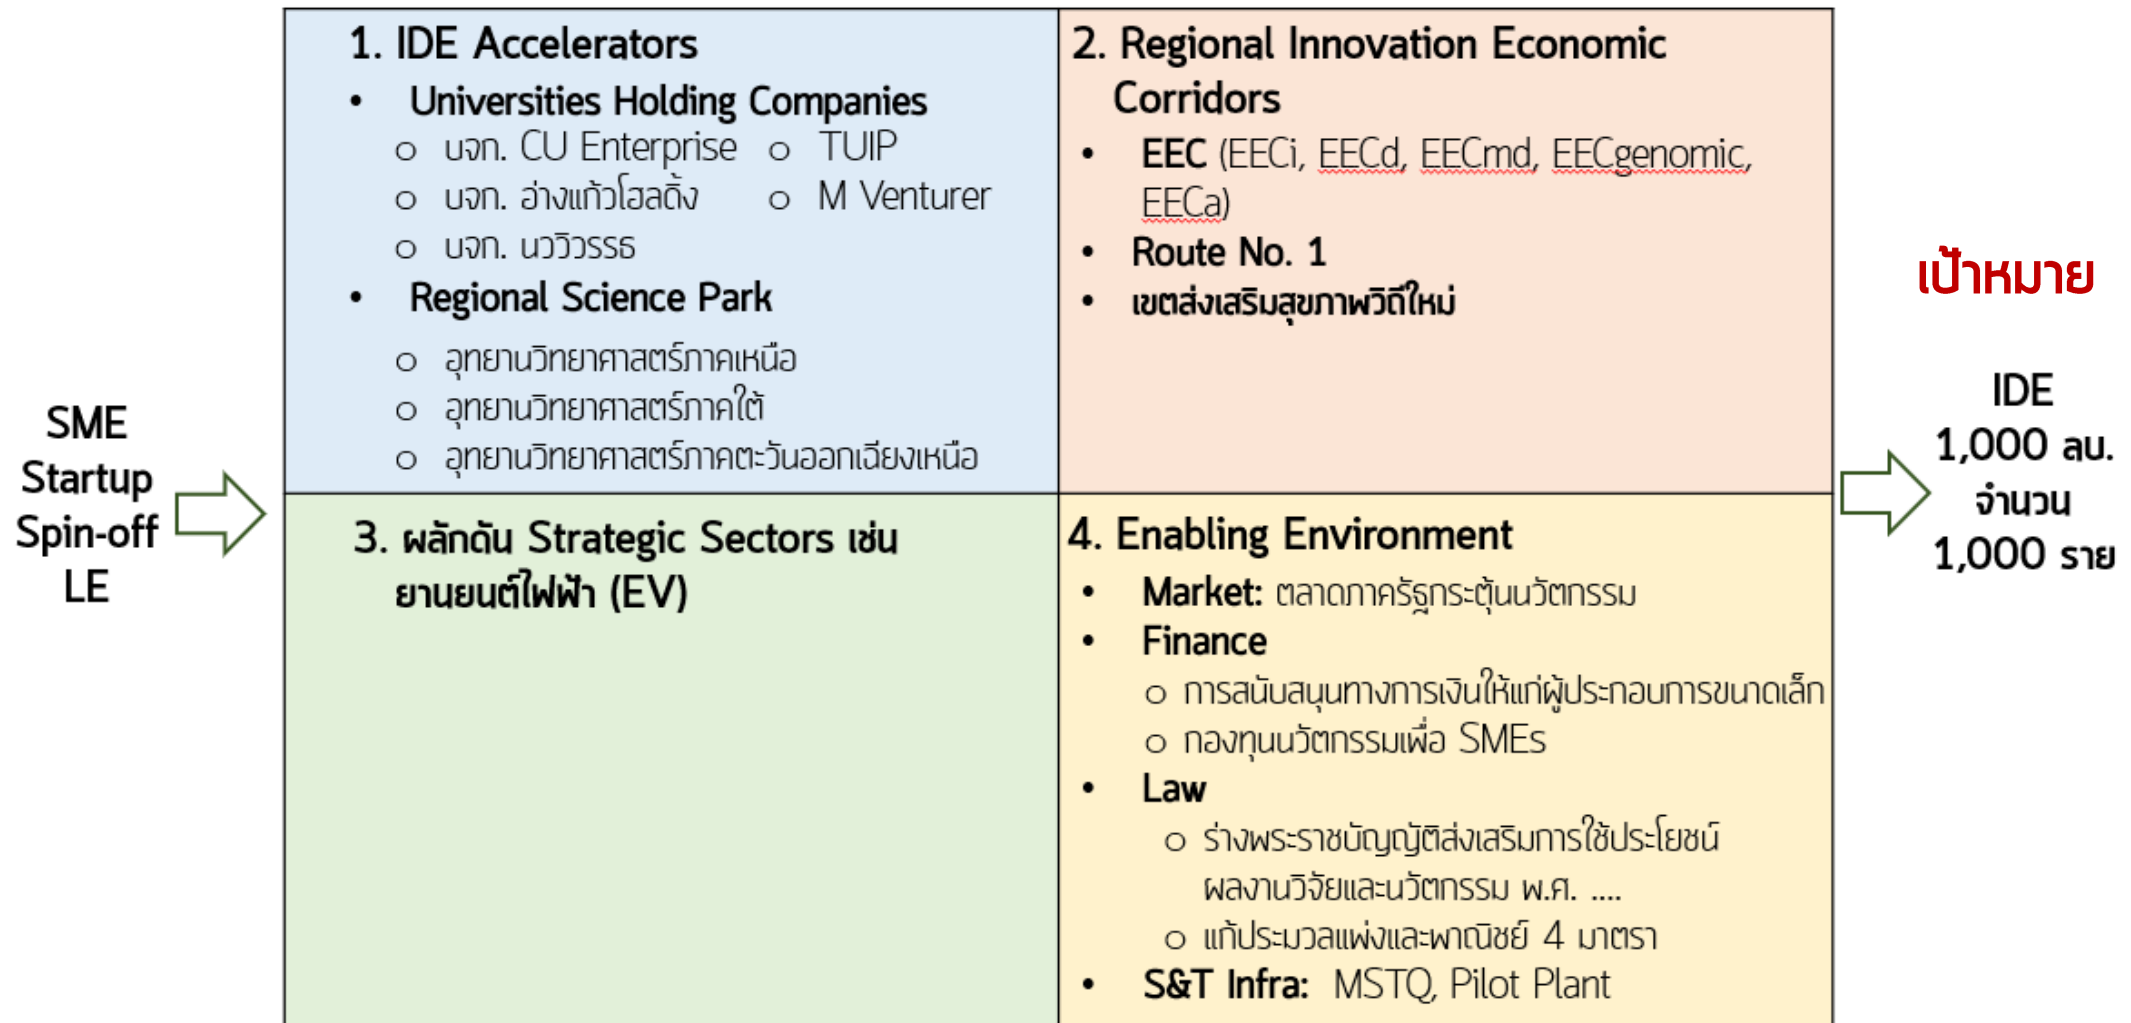 SME
Startup
Spin-off
LE
1. IDE Accelerators
• Universities Holding Companies
o บจก. CU Enterprise o TUIP
o บจก. อ่างแก้วโฮลดิ้ง o M Venturer
o บจก. นววิวรรธ
• Regional Science Park
o อุทยานวิทยาศาสตร์ภาคเหนือ
o อุทยานวิทยาศาสตร์ภาคใต้
o อุทยานวิทยาศาสตร์ภาคตะวันออกเฉียงเหนือ
2. Regional Innovation Economic
Corridors
• EEC (EECi, EECd, EECmd, EECgenomic,
EECa)
• Route No. 1
• เขตส่งเสริมสุขภาพวิถีใหม่
3. ผลักดัน Strategic Sectors เช่น
ยานยนต์ไฟฟ้า (EV)
4. Enabling Environment
• Market: ตลาดภาครัฐกระตุ้นนวัตกรรม
• Finance
o การสนับสนุนทางการเงินให้แก่ผู้ประกอบการขนาดเล็ก
o กองทุนนวัตกรรมเพื่อ SMEs
• Law
o ร่างพระราชบัญญัติส่งเสริมการใช้ประโยชน์
ผลงานวิจัยและนวัตกรรม พ.ศ. ....
o แก้ประมวลแพ่งและพาณิชย์ 4 มาตรา
• S&T Infra: MSTQ, Pilot Plant
เป้าหมาย
IDE
1,000 ลบ.
จำนวน
1,000 ราย